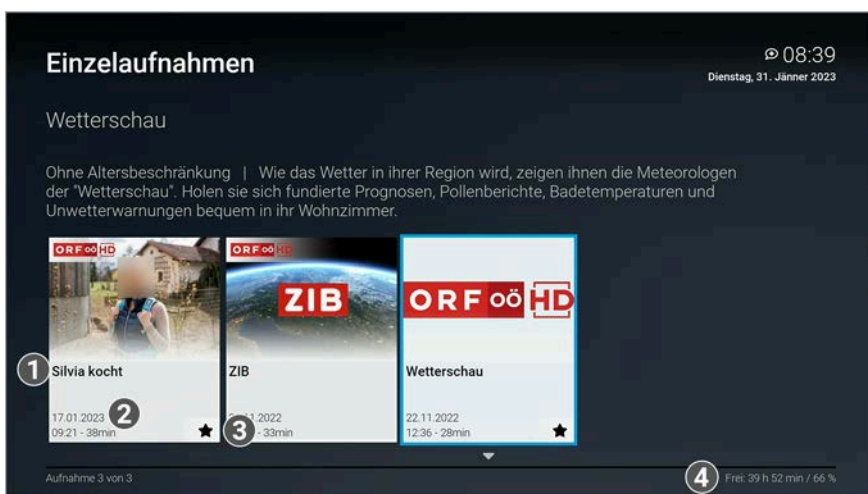 Einzelaufnahmen
08:39
Dienstag, 31. Jänner 2023
Wetterschau
Ohne Altersbeschränkung | Wie das Wetter in ihrer Region wird, zeigen ihnen die Meteorologen
der "Wetterschau". Holen sie sich fundierte Prognosen, Pollenberichte, Badetemperaturen und
Unwetterwarnungen bequem in ihr Wohnzimmer.
ORF oö HD
ORF oö HD
ZIB
ORF oö HD
1 Silvia kocht
ZIB
Wetterschau
17.01.2023 2
09:21 - 38min
11.2022
3 - 33min
22.11.2022
12:36 - 28min
Aufnahme 3 von 3
4 Frei: 39 h 52 min / 66 %